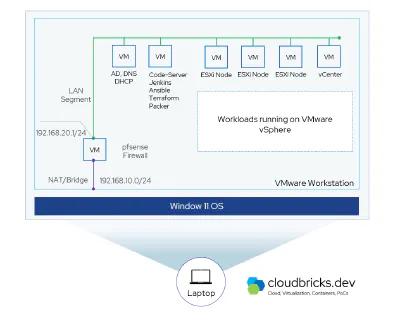 VM
VM
VM
VM
VM
VM
AD, DNS
DHCP
Code-Server
Jenkins
Ansible
Terraform
Packer
ESXi Node
ESXi Node
ESXi Node
vCenter
LAN
Segment
Workloads running on VMware
vSphere
192.168.20.1/24
VM
pfsense
Firewall
NAT/Bridge
192.168.10.0/24
VMware Workstation
Window 11 OS
Laptop
cloudbricks.dev
Cloud, Virtualization, Containers, PoCs